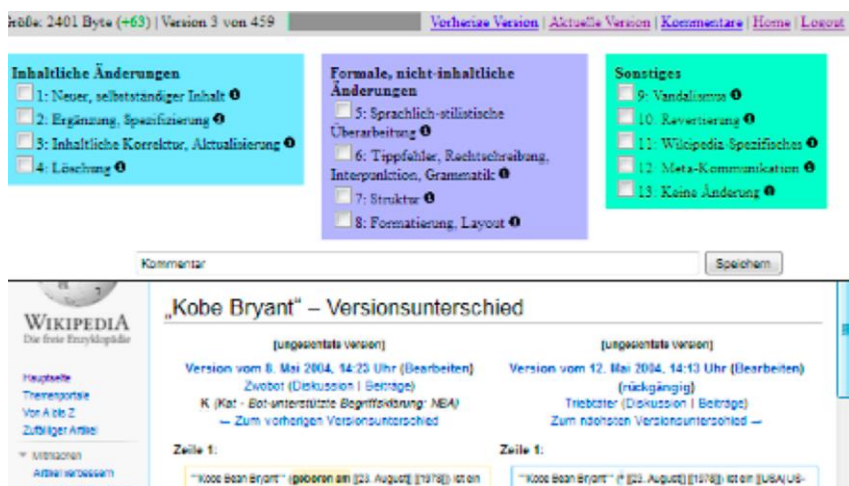 röße: 2401 Byte (+63) | Version 3 von 459
Vorherige Version | Aktuelle Version | Kommentare | Home | Logout
Inhaltliche Änderungen
1: Neuer, selbstständiger Inhalt
2: Ergänzung, Spezifizierung
3: Inhaltliche Korrektur, Aktualisierung
4: Löschung
Formale, nicht-inhaltliche
Änderungen
5: Sprachlich-stilistische
Überarbeitung
6: Tippfehler, Rechtschreibung,
Interpunktion, Grammatik
7: Struktur
8: Formatierung, Layout
Sonstiges
9: Vandalismus
10: Revertierung
11: Wikipedia-Spezifisches
12: Meta-Kommunikation
13: Keine Änderung
Kommentar
Speichern
WIKIPEDIA
Die freie Enzyklopädie
Hauptseite
Themenportale
Von A bis Z
Zufälliger Artikel
Mitmachen
Artikel verbessern
„Kobe Bryant“ – Versionsunterschied
[ungesichtete Version]
Version vom 8. Mai 2004, 14:23 Uhr (Bearbeiten)
Zwobot (Diskussion | Beiträge)
K (Kat - Bot-unterstützte Begriffsklärung: NBA)
← Zum vorherigen Versionsunterschied
Zeile 1:
'''Kobe Bean Bryant''' (geboren am [[23. August]] [[1978]]) ist ein
[ungesichtete Version]
Version vom 12. Mai 2004, 14:13 Uhr (Bearbeiten)
(rückgängig)
Triebtäter (Diskussion | Beiträge)
Zum nächsten Versionsunterschied →
Zeile 1:
'''Kobe Bean Bryant''' (* [[23. August]] [[1978]]) ist ein [[USA|US-